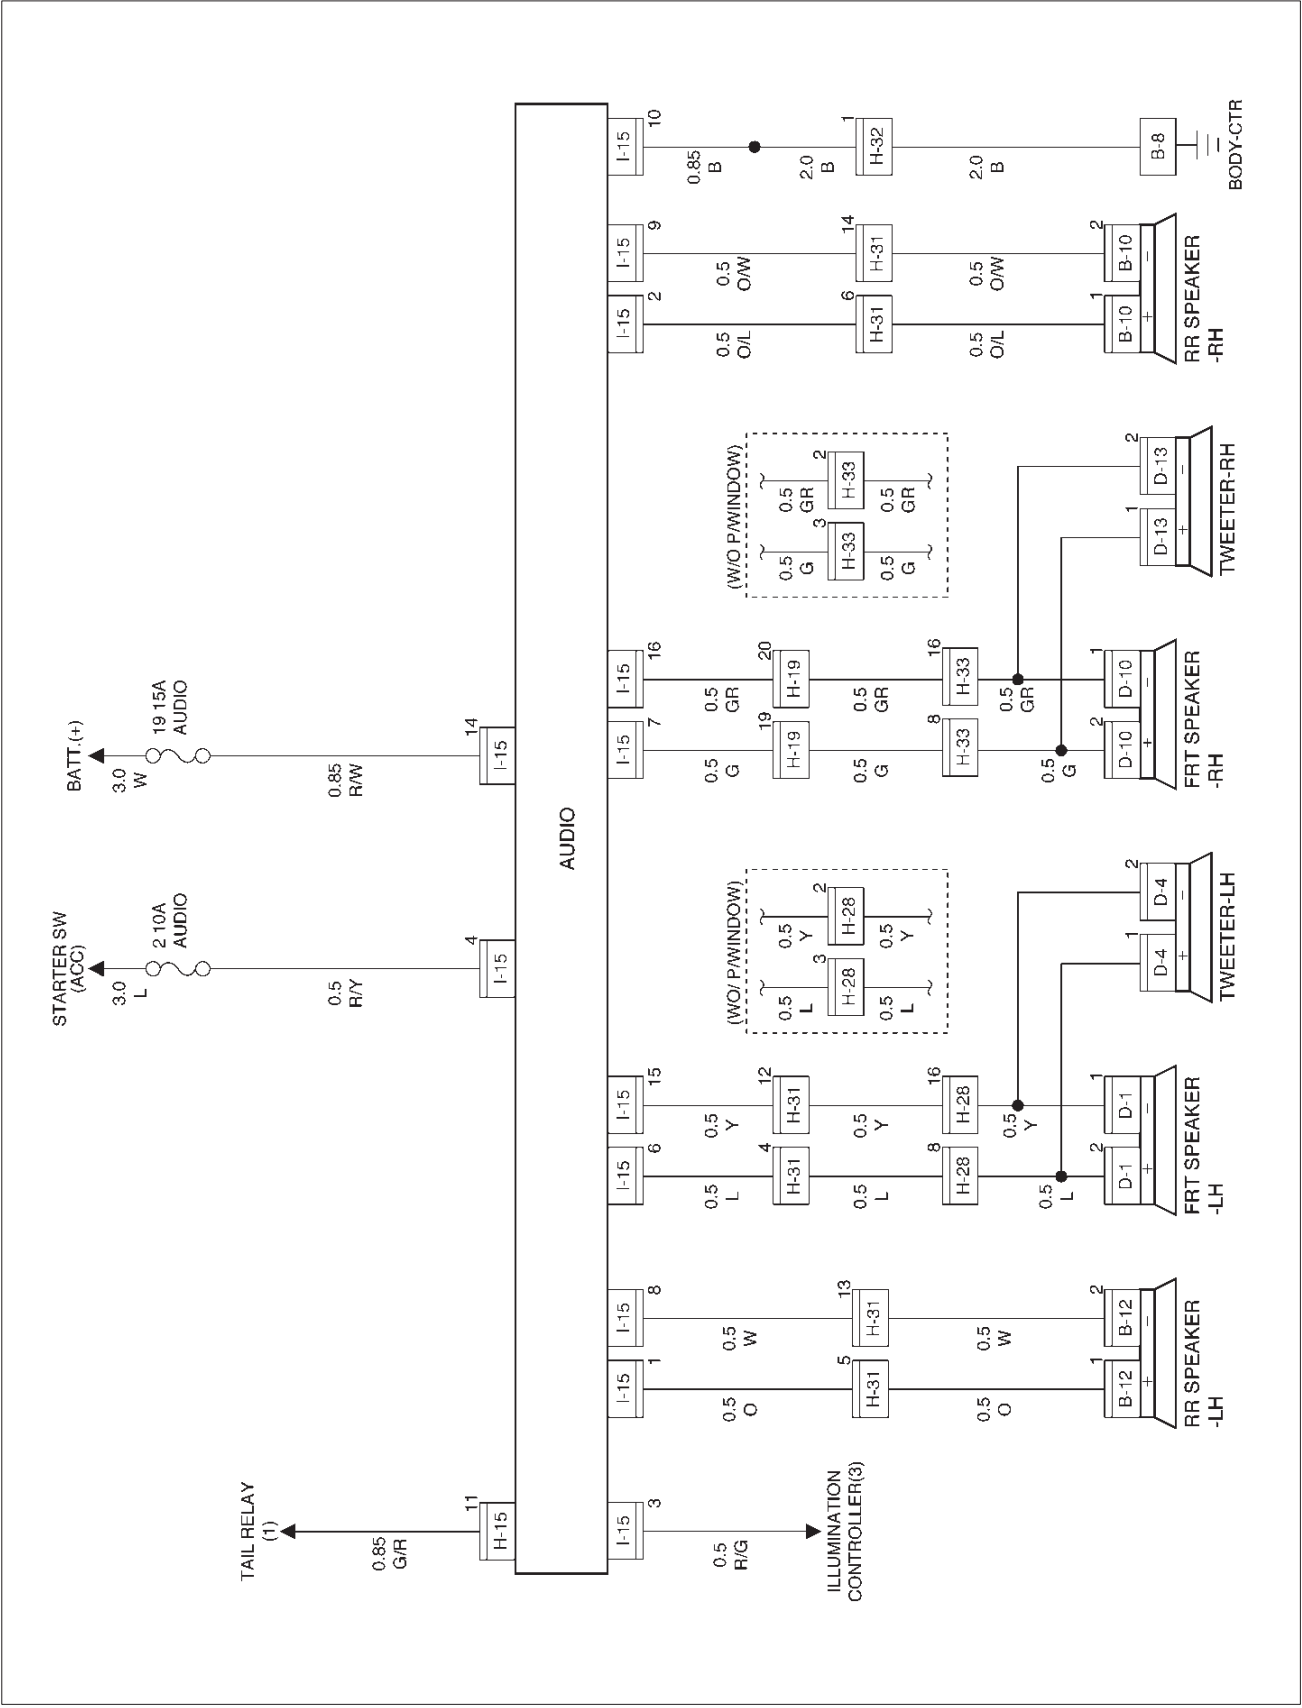 TAIL RELAY
(1)
0.85
G/R
11
H-15
STARTER SW
(ACC)
3.0
L
2 10A
AUDIO
0.5
R/Y
4
I-15
BATT.(+)
3.0
W
19 15A
AUDIO
0.85
R/W
14
I-15
AUDIO
I-15
3
0.5
R/G
ILLUMINATION
CONTROLLER(3)
I-15
1
0.5
O
5
H-31
0.5
O
1
B-12
+
I-15
8
0.5
W
13
H-31
0.5
W
2
B-12
−
RR SPEAKER
-LH
I-15
6
0.5
L
4
H-31
0.5
L
8
H-28
0.5
L
2
D-1
+
I-15
15
0.5
Y
12
H-31
0.5
Y
16
H-28
0.5
Y
1
D-1
−
FRT SPEAKER
-LH
(WO/ P/WINDOW)
0.5
L
3
H-28
0.5
L
0.5
Y
2
H-28
0.5
Y
1
D-4
+
2
D-4
−
TWEETER-LH
I-15
7
0.5
G
19
H-19
0.5
G
8
H-33
0.5
G
2
D-10
+
I-15
16
0.5
GR
20
H-19
0.5
GR
16
H-33
0.5
GR
1
D-10
−
FRT SPEAKER
-RH
(W/O P/WINDOW)
0.5
G
3
H-33
0.5
G
0.5
GR
2
H-33
0.5
GR
1
D-13
+
2
D-13
−
TWEETER-RH
I-15
2
0.5
O/L
6
H-31
0.5
O/L
1
B-10
+
I-15
9
0.5
O/W
14
H-31
0.5
O/W
2
B-10
−
RR SPEAKER
-RH
I-15
10
0.85
B
2.0
B
1
H-32
2.0
B
B-8
BODY-CTR